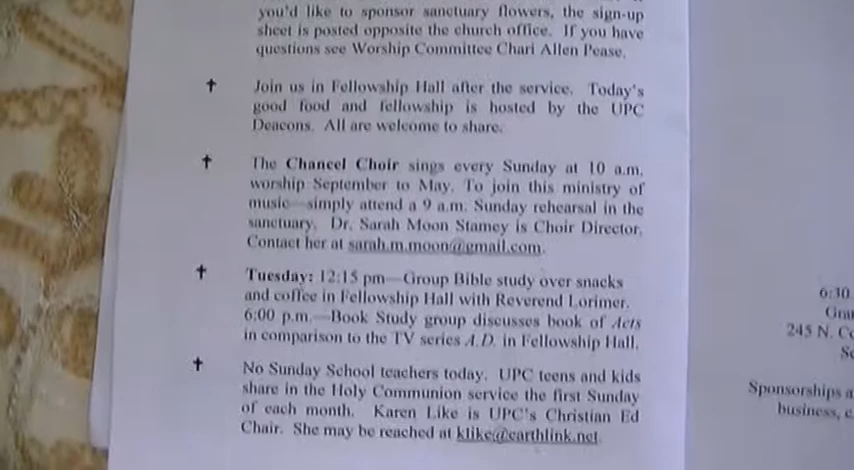 you'd like to sponsor sanctuary flowers, the sign-up
sheet is posted opposite the church office. If you have
questions see Worship Committee Chari Allen Pease.
✝ Join us in Fellowship Hall after the service. Today's
good food and fellowship is hosted by the UPC
Deacons. All are welcome to share.
✝ The Chancel Choir sings every Sunday at 10 a.m.
worship September to May. To join this ministry of
music—simply attend a 9 a.m. Sunday rehearsal in the
sanctuary. Dr. Sarah Moon Stamey is Choir Director.
Contact her at sarah.m.moon@gmail.com.
✝ Tuesday: 12:15 pm—Group Bible study over snacks
and coffee in Fellowship Hall with Reverend Lorimer.
6:00 p.m.—Book Study group discusses book of Acts
in comparison to the TV series A.D. in Fellowship Hall.
✝ No Sunday School teachers today. UPC teens and kids
share in the Holy Communion service the first Sunday
of each month. Karen Like is UPC's Christian Ed
Chair. She may be reached at klike@earthlink.net.
6:30
245 N.
Sponsorships
business,